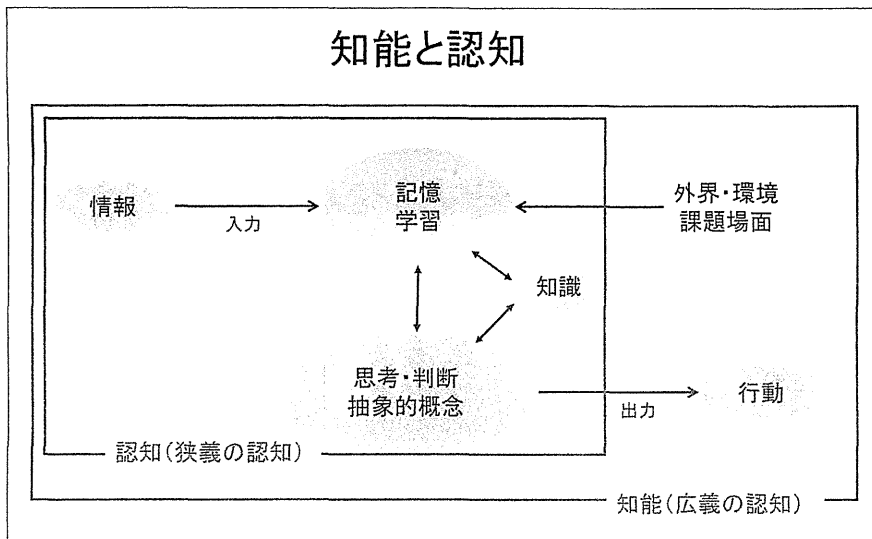 知能と認知
情報
入力
記憶
学習
外界・環境
課題場面
知識
思考・判断
抽象的概念
出力
行動
認知(狭義の認知)
知能(広義の認知)